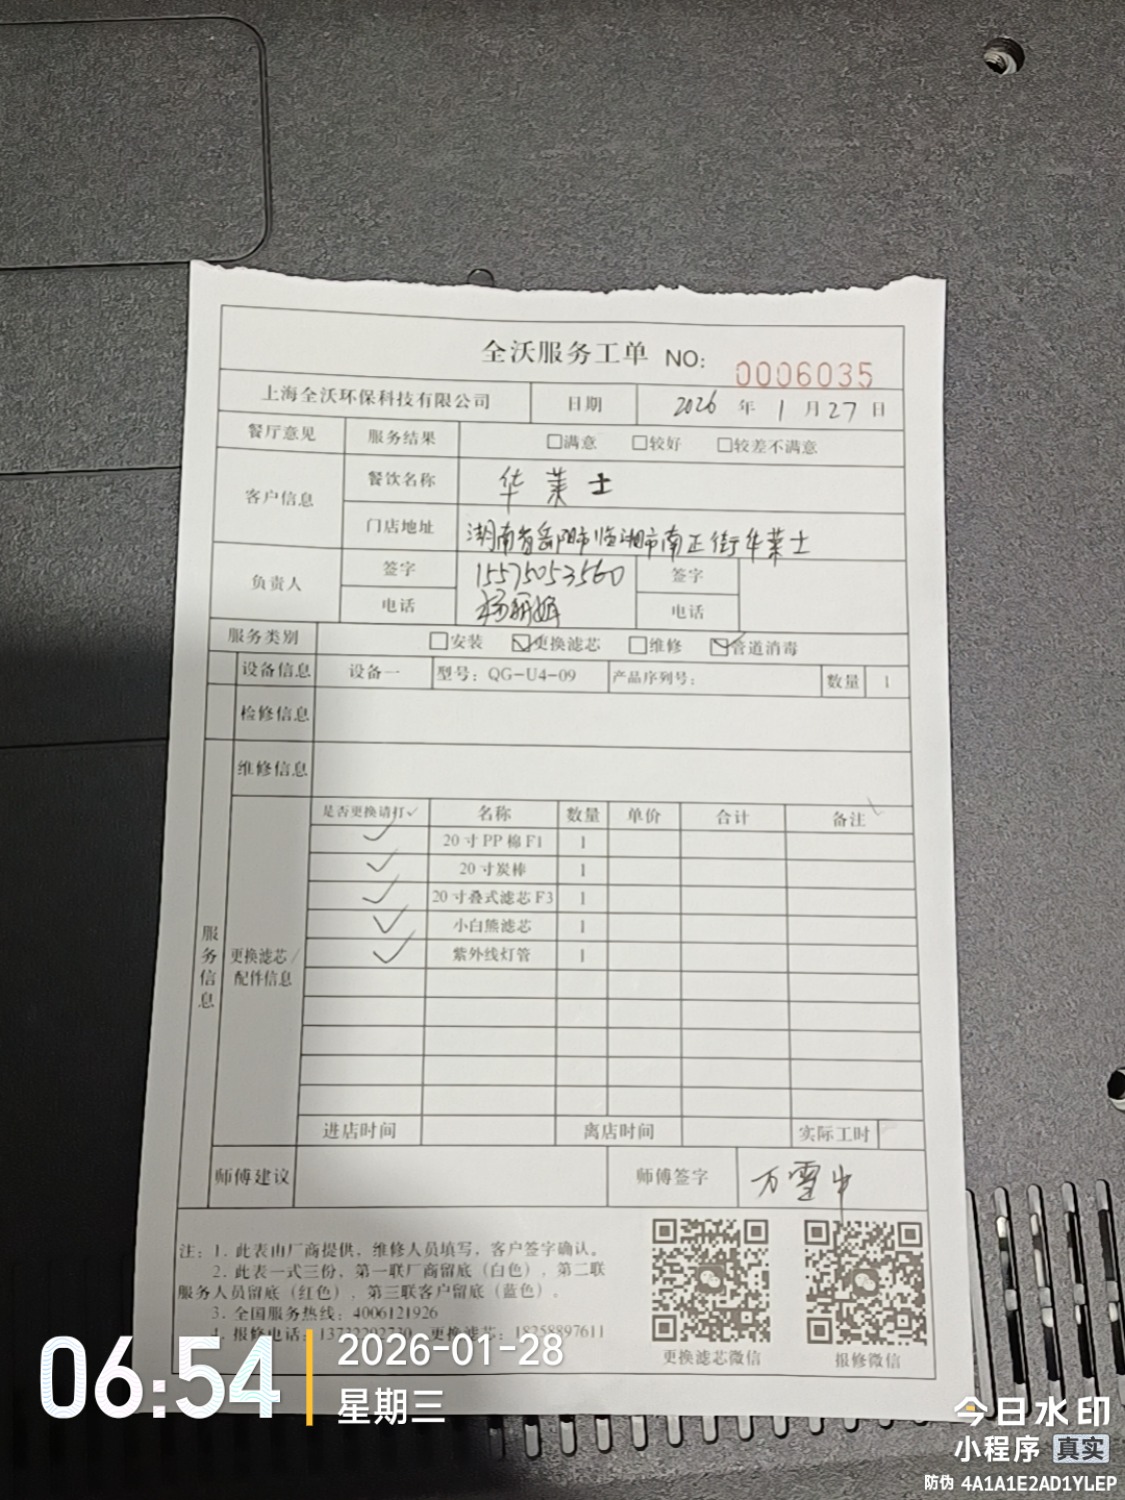 全沃服务工单 NO: 0006035
上海全沃环保科技有限公司 日期 2026 年 1 月 27 日
餐厅意见 服务结果 □满意 □较好 □较差不满意
客户信息 餐饮名称 华莱士
门店地址 湖南省岳阳市临湘市南正街华莱士
负责人 签字 15575053560 签字
电话 杨丽娟 电话
服务类别 □安装 ☑更换滤芯 □维修 ☑管道消毒
设备信息 设备一 型号：QG-U4-09 产品序列号： 数量 1
检修信息
维修信息
服务信息
更换滤芯/配件信息
是否更换请打✓ 名称 数量 单价 合计 备注
✓ 20寸PP棉F1 1
✓ 20寸炭棒 1
✓ 20寸叠式滤芯F3 1
✓ 小白熊滤芯 1
✓ 紫外线灯管 1
进店时间 离店时间 实际工时
师傅建议 师傅签字 万雪中
注：1. 此表由厂商提供，维修人员填写，客户签字确认。
2. 此表一式三份，第一联厂商留底（白色），第二联
服务人员留底（红色），第三联客户留底（蓝色）。
3. 全国服务热线：4006121926
4. 报修电话： 更换滤芯：18258897611
更换滤芯微信 报修微信
06:54
2026-01-28
星期三
今日水印
小程序 真实
防伪 4A1A1E2AD1YLEP